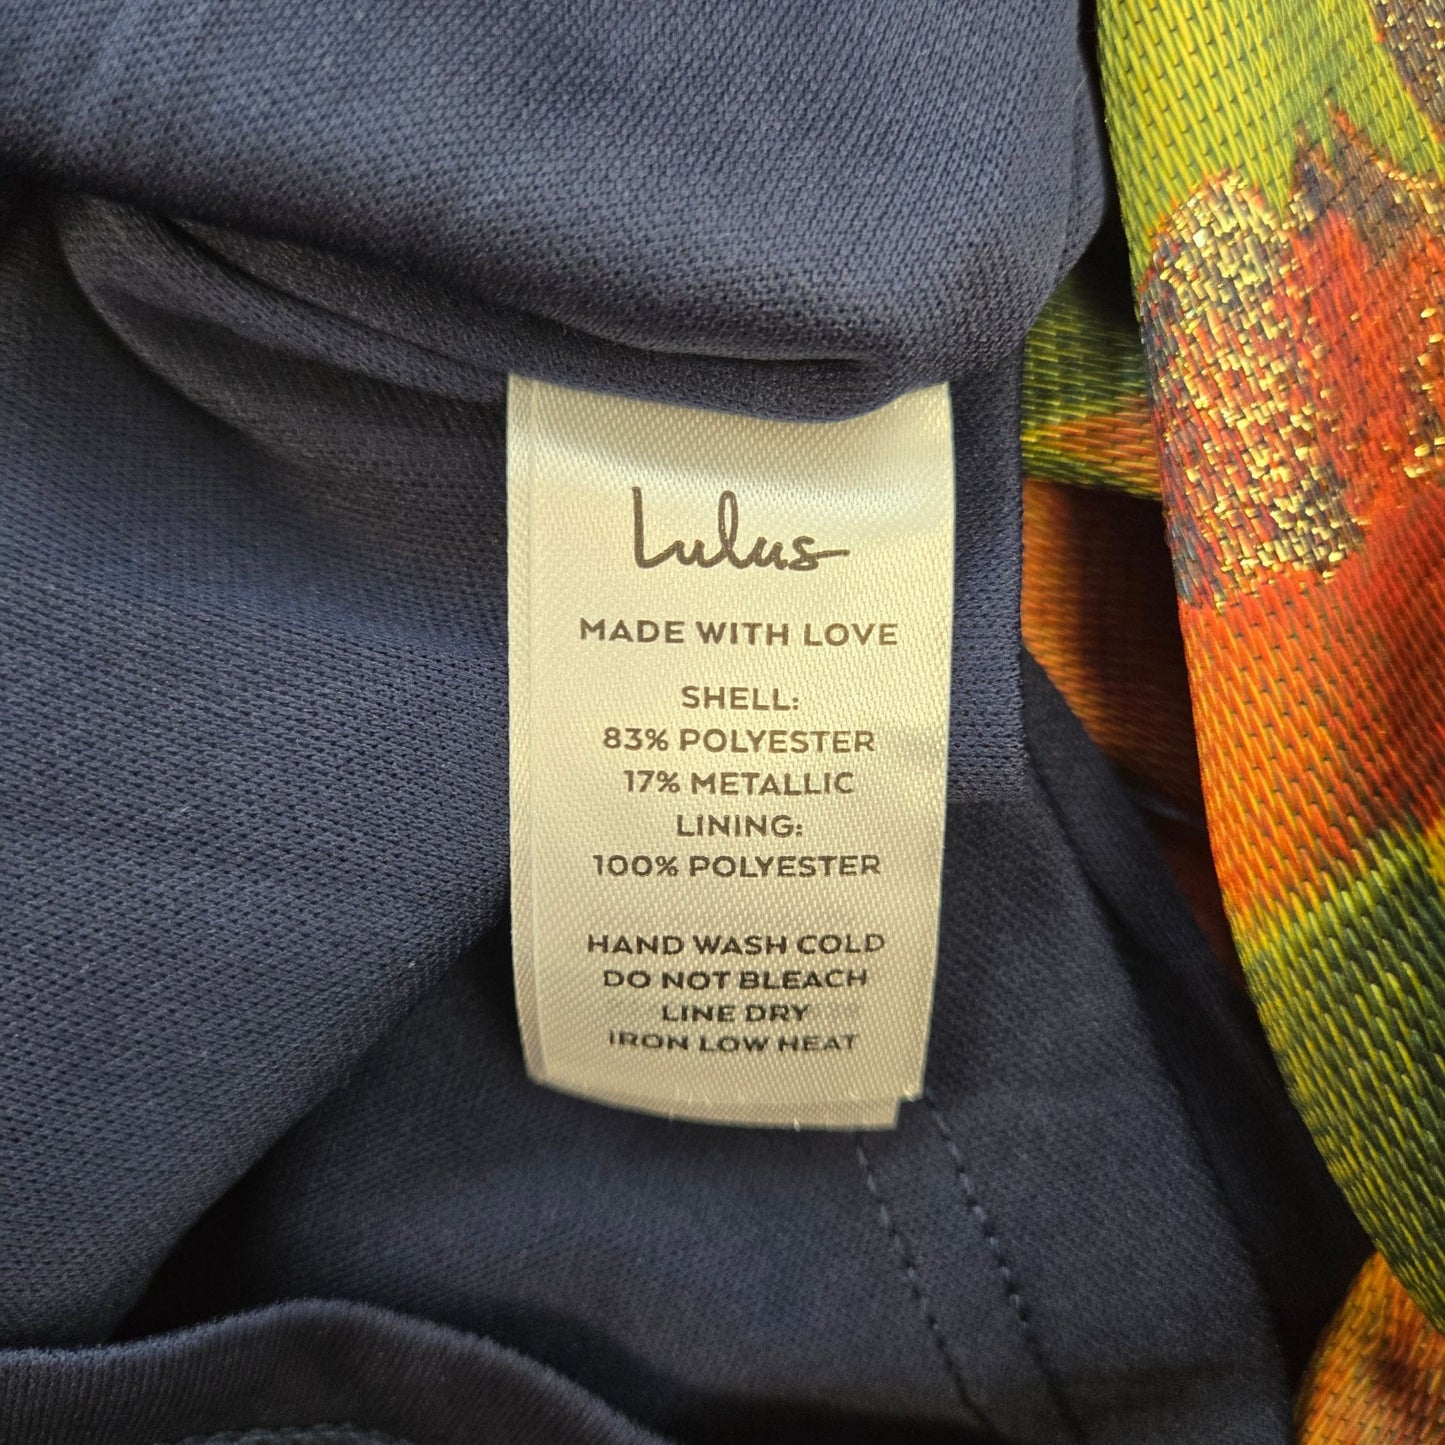 Lulus
MADE WITH LOVE
SHELL:
83% POLYESTER
17% METALLIC
LINING:
100% POLYESTER
HAND WASH COLD
DO NOT BLEACH
LINE DRY
IRON LOW HEAT